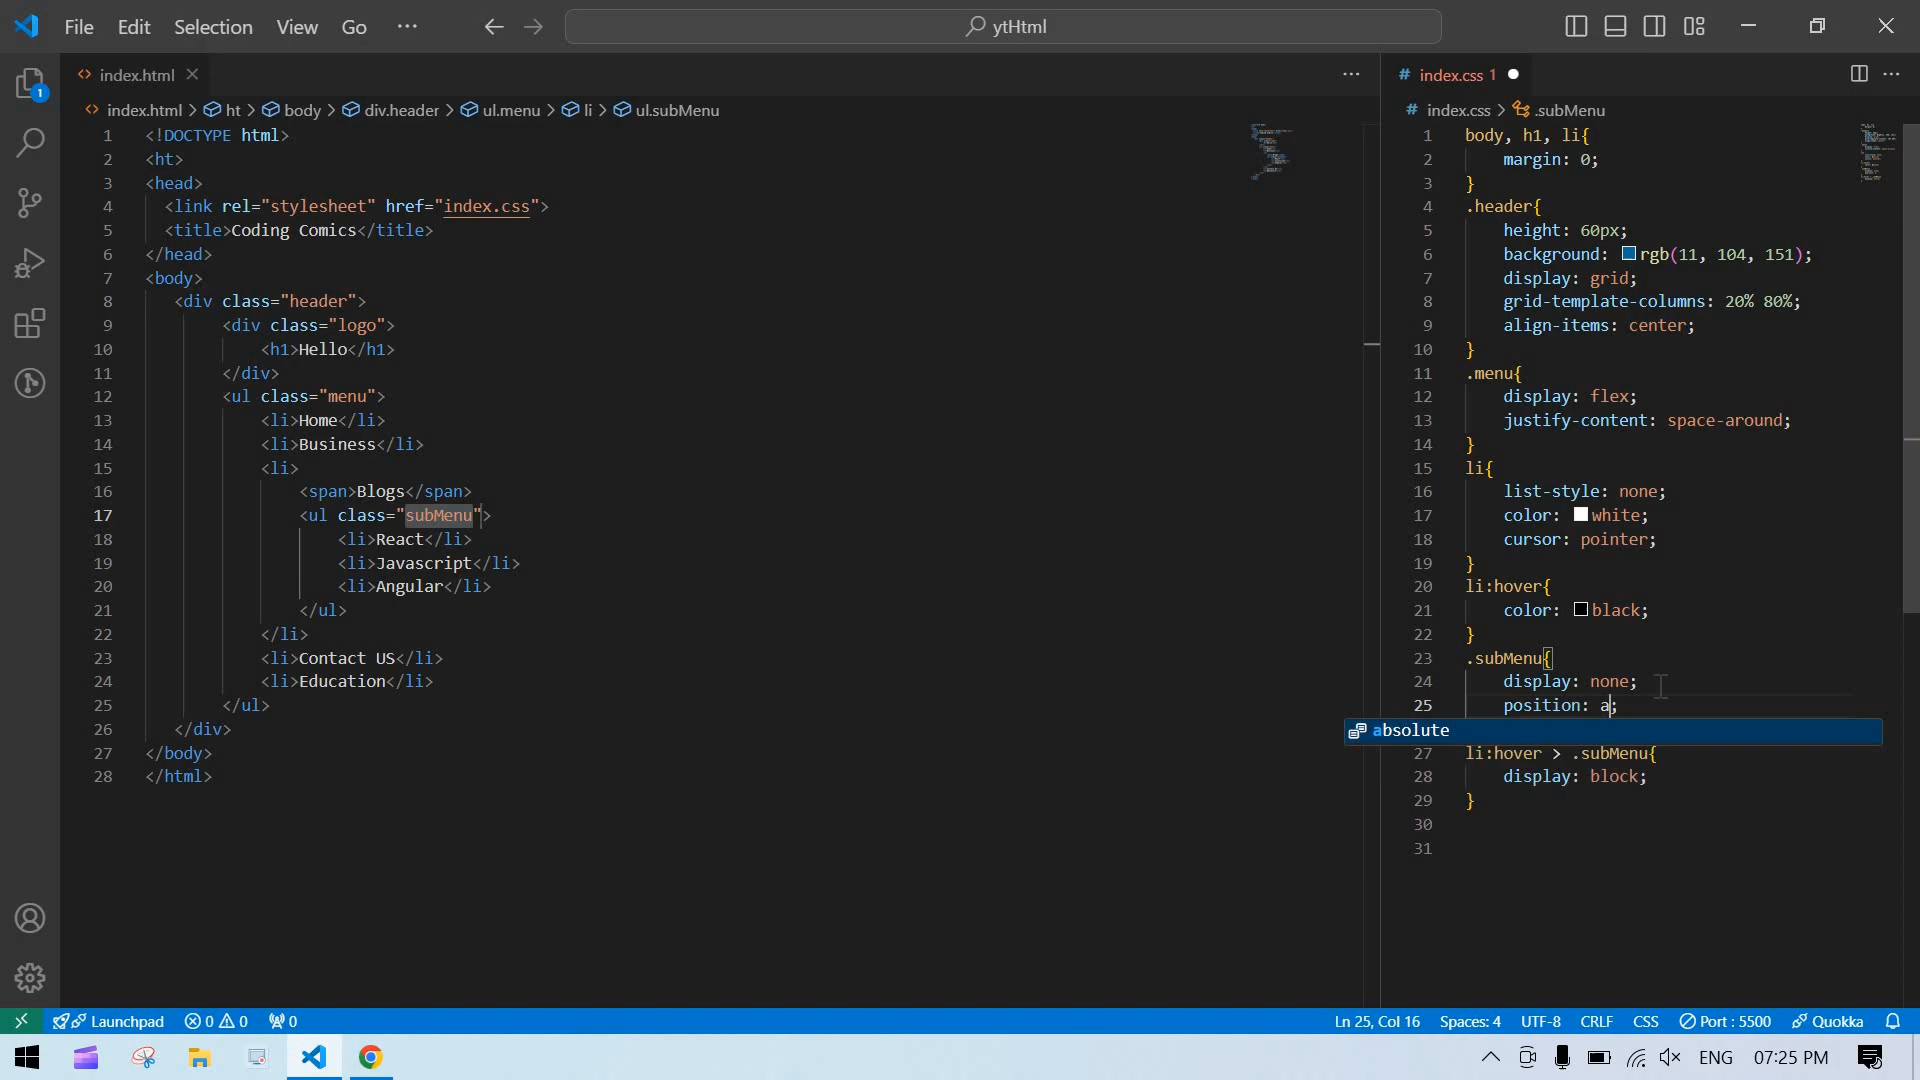 File Edit Selection View Go ··· ytHtml
index.html
index.html > ht > body > div.header > ul.menu > li > ul.subMenu
1 <!DOCTYPE html>
2 <ht>
3 <head>
4 <link rel="stylesheet" href="index.css">
5 <title>Coding Comics</title>
6 </head>
7 <body>
8 <div class="header">
9 <div class="logo">
10 <h1>Hello</h1>
11 </div>
12 <ul class="menu">
13 <li>Home</li>
14 <li>Business</li>
15 <li>
16 <span>Blogs</span>
17 <ul class="subMenu">
18 <li>React</li>
19 <li>Javascript</li>
20 <li>Angular</li>
21 </ul>
22 </li>
23 <li>Contact US</li>
24 <li>Education</li>
25 </ul>
26 </div>
27 </body>
28 </html>
# index.css 1
# index.css > .subMenu
1 body, h1, li{
2 margin: 0;
3 }
4 .header{
5 height: 60px;
6 background: rgb(11, 104, 151);
7 display: grid;
8 grid-template-columns: 20% 80%;
9 align-items: center;
10 }
11 .menu{
12 display: flex;
13 justify-content: space-around;
14 }
15 li{
16 list-style: none;
17 color: white;
18 cursor: pointer;
19 }
20 li:hover{
21 color: black;
22 }
23 .subMenu{
24 display: none;
25 position: a;
absolute
27 li:hover > .subMenu{
28 display: block;
29 }
30
31
1
Launchpad 0 0 0 Ln 25, Col 16 Spaces: 4 UTF-8 CRLF CSS Port : 5500 Quokka
ENG 07:25 PM